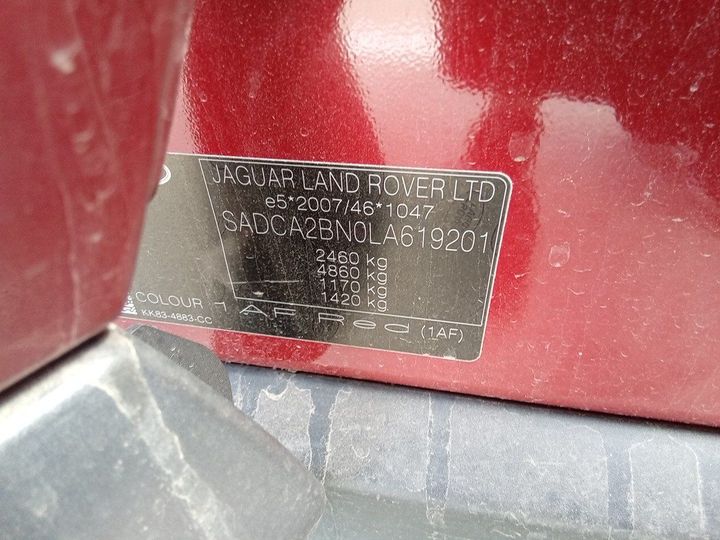 JAGUAR LAND ROVER LTD
e5*2007/46*1047
SADCA2BN0LA619201
2460 kg
4860 kg
1170 kg
1420 kg
COLOUR 1AF Red (1AF)
KK83-4883-CC